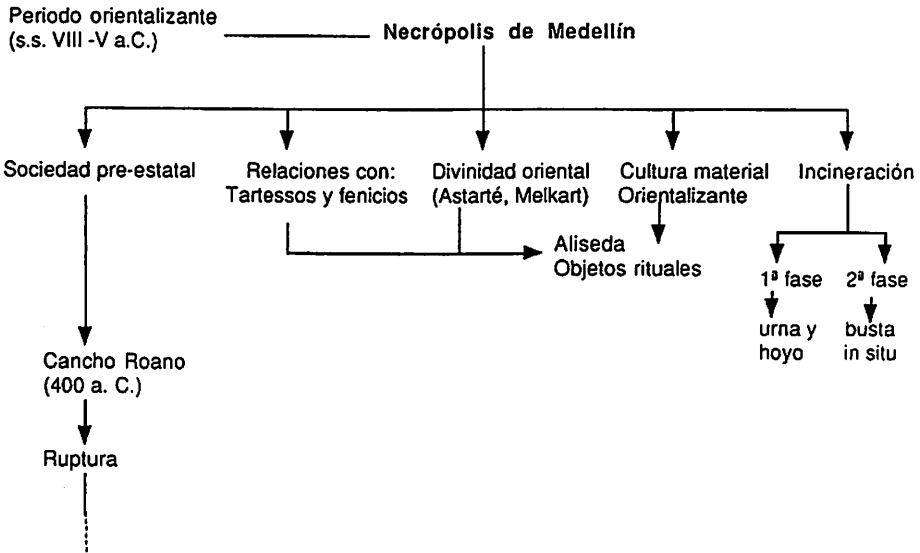 Periodo orientalizante
(s.s. VIII -V a.C.)
Necrópolis de Medellín
Sociedad pre-estatal
Relaciones con:
Tartessos y fenicios
Divinidad oriental
(Astarté, Melkart)
Cultura material
Orientalizante
Incineración
Aliseda
Objetos rituales
1ª fase
2ª fase
urna y
hoyo
busta
in situ
Cancho Roano
(400 a. C.)
Ruptura